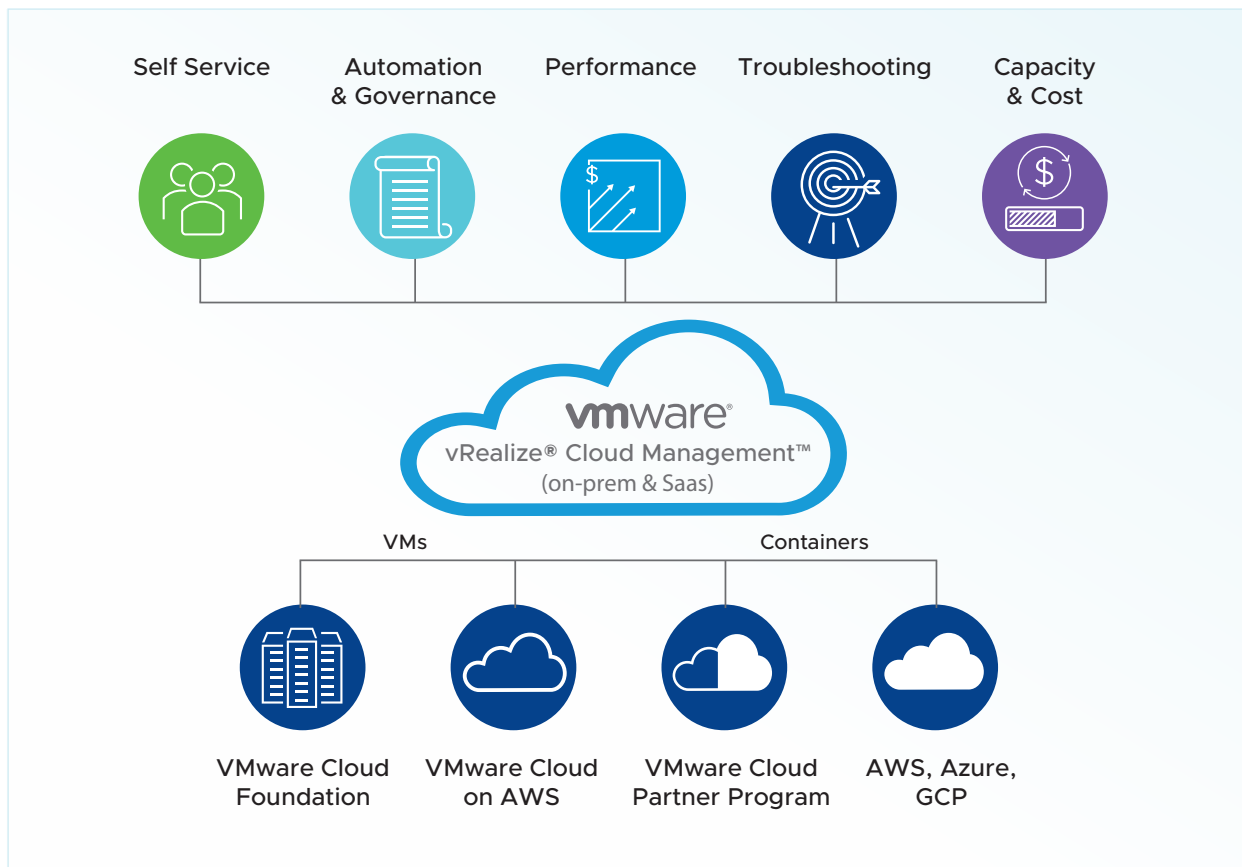 Self Service
Automation
& Governance
Performance
Troubleshooting
Capacity
& Cost
$
$
vmware®
vRealize® Cloud Management™
(on-prem & Saas)
VMs
Containers
VMware Cloud
Foundation
VMware Cloud
on AWS
VMware Cloud
Partner Program
AWS, Azure,
GCP